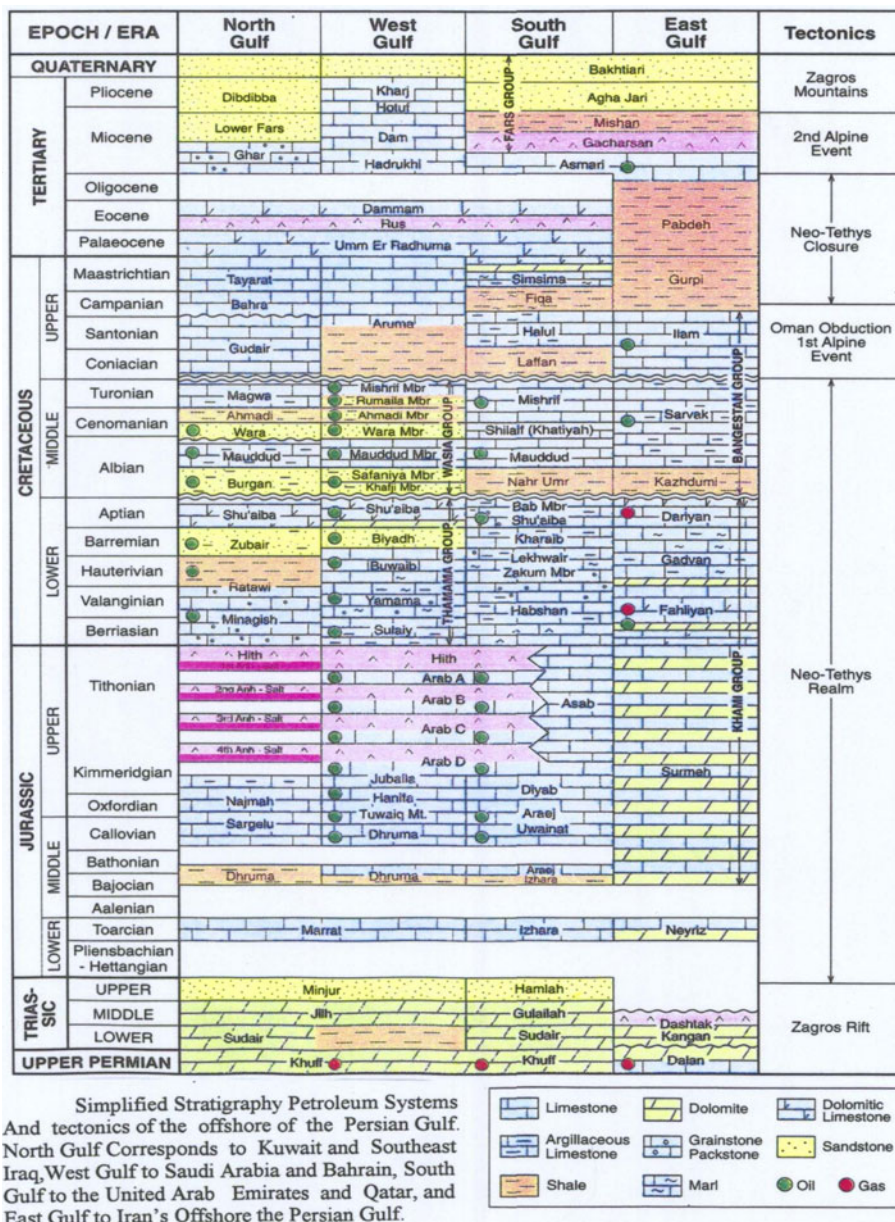 EPOCH / ERA
North Gulf
West Gulf
South Gulf
East Gulf
Tectonics
QUATERNARY
TERTIARY
Pliocene
Miocene
Oligocene
Eocene
Palaeocene
CRETACEOUS
UPPER
Maastrichtian
Campanian
Santonian
Coniacian
MIDDLE
Turonian
Cenomanian
Albian
LOWER
Aptian
Barremian
Hauterivian
Valanginian
Berriasian
JURASSIC
UPPER
Tithonian
Kimmeridgian
Oxfordian
MIDDLE
Callovian
Bathonian
Bajocian
Aalenian
LOWER
Toarcian
Pliensbachian
- Hettangian
TRIAS-
SIC
UPPER
MIDDLE
LOWER
UPPER PERMIAN
Dibdibba
Lower Fars
Ghar
Kharj
Hofuf
Dam
Hadrukhi
FARS GROUP
Bakhtiari
Agha Jari
Mishan
Gacharsan
Asmari
Dammam
Rus
Umm Er Radhuma
Pabdeh
Tayarat
Bahra
Gudair
Aruma
Simsima
Fiqa
Halul
Laffan
Gurpi
Ilam
Magwa
Ahmadi
Wara
Mauddud
Burgan
Mishrif Mbr
Rumaila Mbr
Ahmadi Mbr
Wara Mbr
Mauddud Mbr
Safaniya Mbr
Khafji Mbr
WASIA GROUP
Mishrif
Shilaif (Khatiyah)
Mauddud
Nahr Umr
Sarvak
Kazhdumi
BANGESTAN GROUP
Shu'aiba
Zubair
Ratawi
Minagish
Shu'aiba
Biyadh
Buwaib
Yamama
Sulaiy
THAMAMA GROUP
Bab Mbr
Shu'aiba
Kharaib
Lekhwair
Zakum Mbr
Habshan
Dariyan
Gadvan
Fahliyan
KHAMI GROUP
Hith
2nd Anh - Salt
3rd Anh - Salt
4th Anh - Salt
Najmah
Sargelu
Dhruma
Hith
Arab A
Arab B
Arab C
Arab D
Jubaila
Hanifa
Tuwaiq Mt.
Dhruma
Dhruma
Asab
Diyab
Araej
Uwainat
Araej
Izhara
Surmeh
Marrat
Izhara
Neyriz
Minjur
Jilh
Sudair
Khuff
Hamlah
Gulailah
Sudair
Khuff
Dashtak
Kangan
Dalan
Zagros
Mountains
2nd Alpine
Event
Neo-Tethys
Closure
Oman Obduction
1st Alpine
Event
Neo-Tethys
Realm
Zagros Rift
Simplified Stratigraphy Petroleum Systems
And tectonics of the offshore of the Persian Gulf.
North Gulf Corresponds to Kuwait and Southeast
Iraq,West Gulf to Saudi Arabia and Bahrain, South
Gulf to the United Arab Emirates and Qatar, and
East Gulf to Iran's Offshore the Persian Gulf.
Limestone
Dolomite
Dolomitic
Limestone
Argillaceous
Limestone
Grainstone
Packstone
Sandstone
Shale
Marl
Oil
Gas